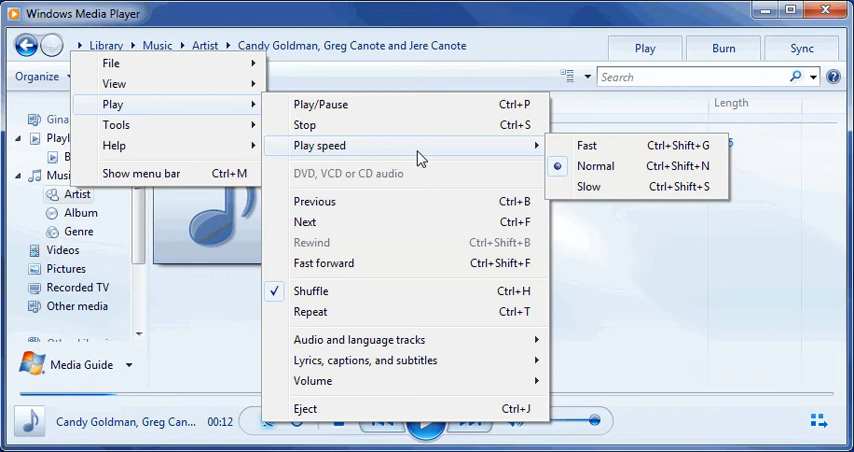 Windows Media Player
Library Music Artist Candy Goldman, Greg Canote and Jere Canote
Play Burn Sync
Organize
Search
Length
File
View
Play
Tools
Help
Show menu bar Ctrl+M
Play/Pause Ctrl+P
Stop Ctrl+S
Play speed
DVD, VCD or CD audio
Previous Ctrl+B
Next Ctrl+F
Rewind Ctrl+Shift+B
Fast forward Ctrl+Shift+F
Shuffle Ctrl+H
Repeat Ctrl+T
Audio and language tracks
Lyrics, captions, and subtitles
Volume
Eject Ctrl+J
Fast Ctrl+Shift+G
Normal Ctrl+Shift+N
Slow Ctrl+Shift+S
Gina
Playl
B
Musi
Artist
Album
Genre
Videos
Pictures
Recorded TV
Other media
Media Guide
Candy Goldman, Greg Can... 00:12